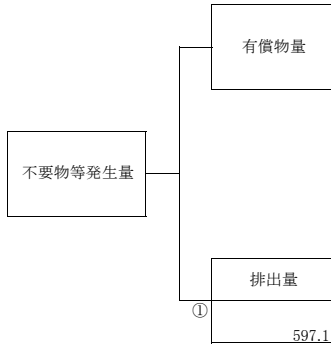 有償物量
不要物等発生量
排出量
①
597.1